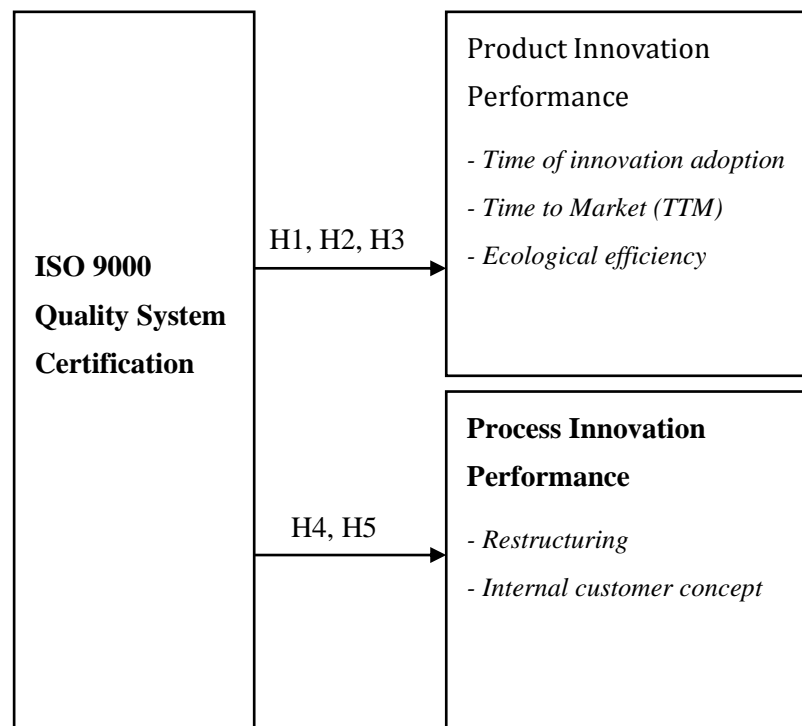 ISO 9000
Quality System
Certification
H1, H2, H3
Product Innovation
Performance
- Time of innovation adoption
- Time to Market (TTM)
- Ecological efficiency
H4, H5
Process Innovation
Performance
- Restructuring
- Internal customer concept